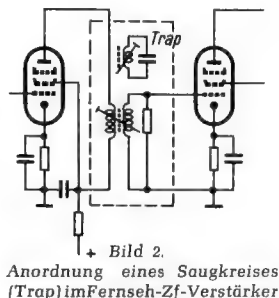 Trap
+ Bild 2.
Anordnung eines Saugkreises
(Trap) im Fernseh-Zf-Verstärker